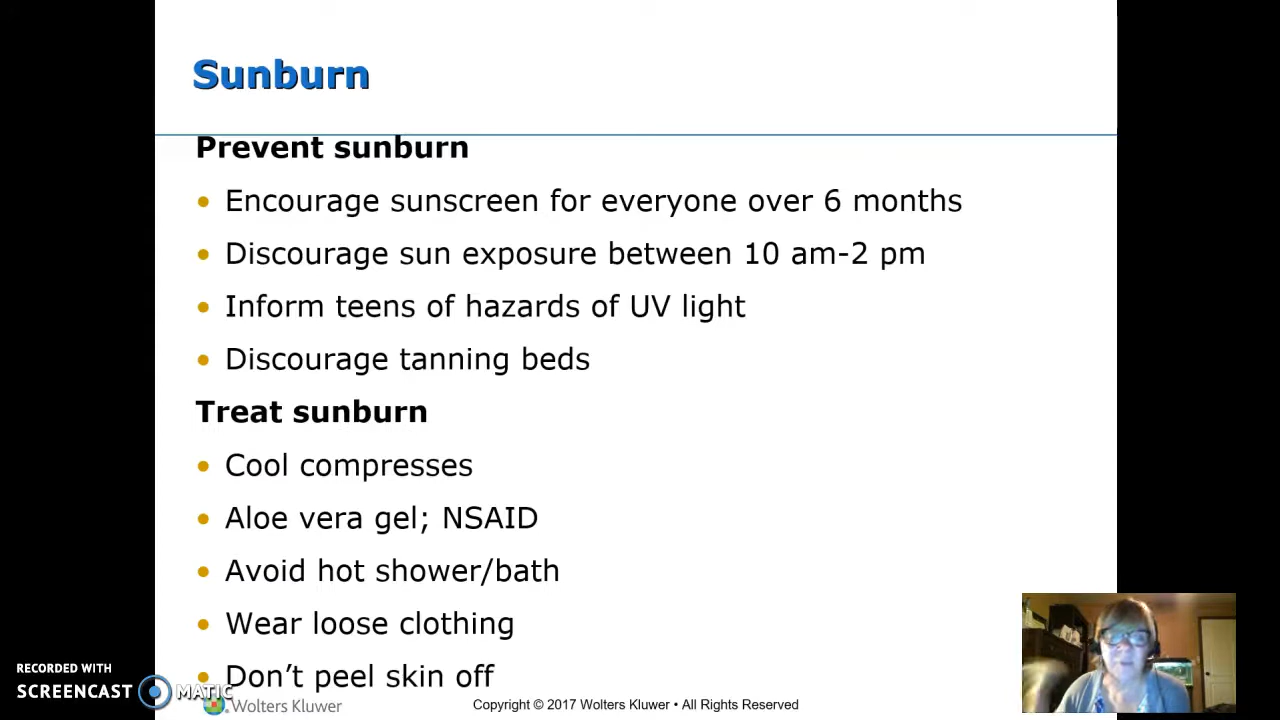 Sunburn
Prevent sunburn
• Encourage sunscreen for everyone over 6 months
• Discourage sun exposure between 10 am-2 pm
• Inform teens of hazards of UV light
• Discourage tanning beds
Treat sunburn
• Cool compresses
• Aloe vera gel; NSAID
• Avoid hot shower/bath
• Wear loose clothing
• Don’t peel skin off
RECORDED WITH
SCREENCAST MATIC
Wolters Kluwer
Copyright © 2017 Wolters Kluwer • All Rights Reserved